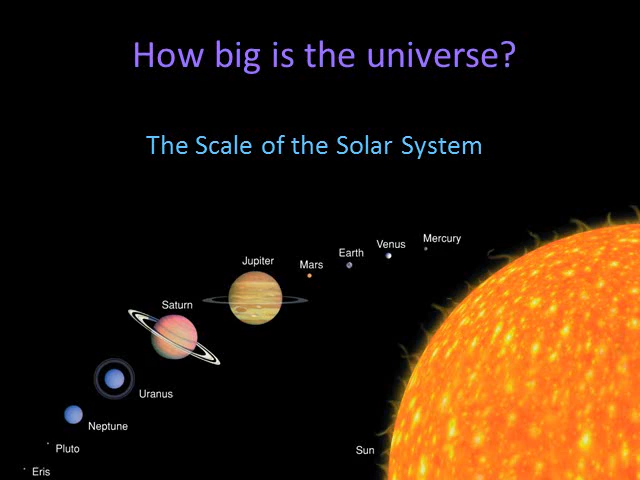 How big is the universe?
The Scale of the Solar System
Mercury
Venus
Earth
Mars
Jupiter
Saturn
Uranus
Neptune
Pluto
Sun
Eris